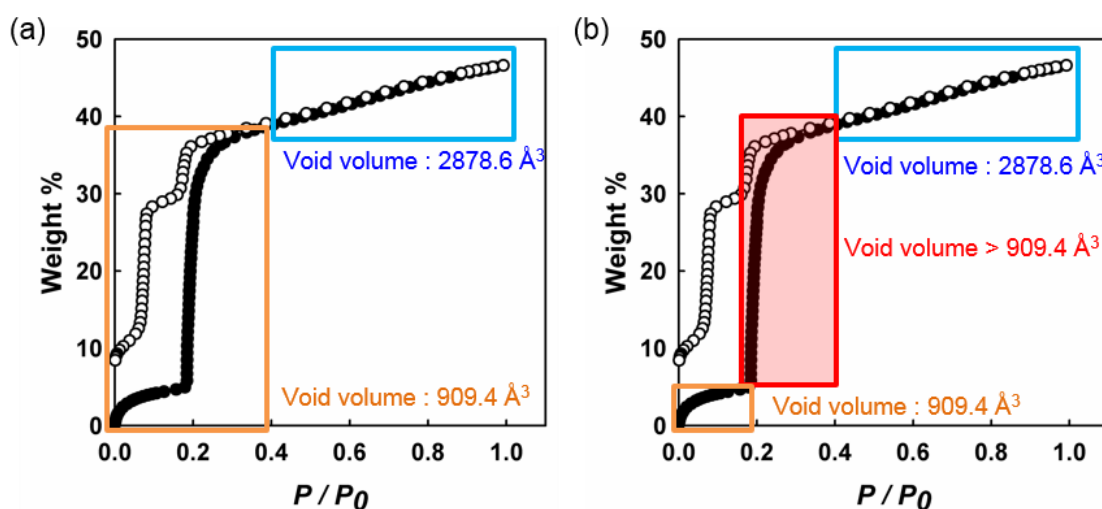 (a)
50
40
30
20
10
0
Weight %
Void volume : 2878.6 Å³
Void volume : 909.4 Å³
0.0 0.2 0.4 0.6 0.8 1.0
P / P0
(b)
50
40
30
20
10
0
Weight %
Void volume : 2878.6 Å³
Void volume > 909.4 Å³
Void volume : 909.4 Å³
0.0 0.2 0.4 0.6 0.8 1.0
P / P0